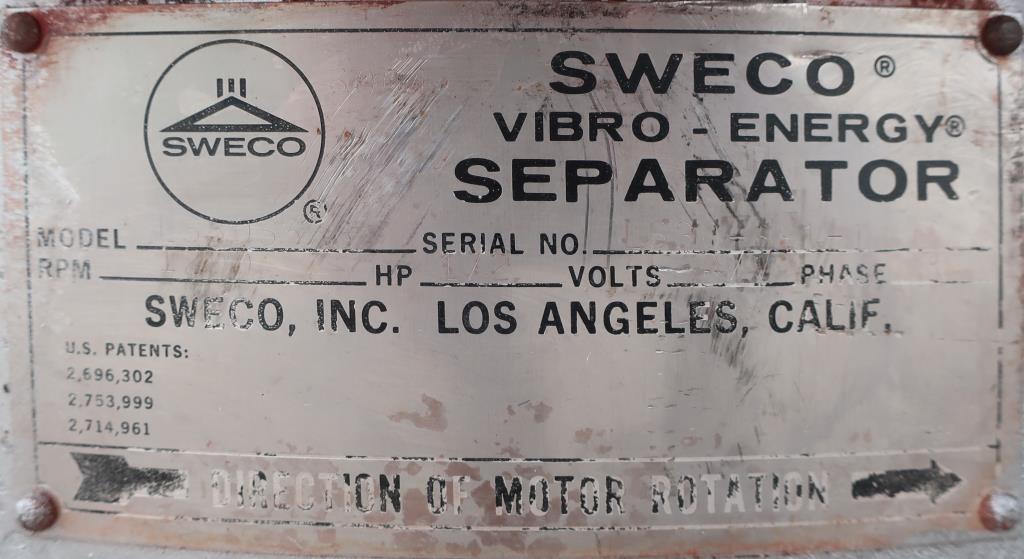 SWECO
®
SWECO®
VIBRO - ENERGY®
SEPARATOR
MODEL SERIAL NO.
RPM HP VOLTS PHASE
SWECO, INC. LOS ANGELES, CALIF.
U.S. PATENTS:
2,696,302
2,753,999
2,714,961
DIRECTION OF MOTOR ROTATION